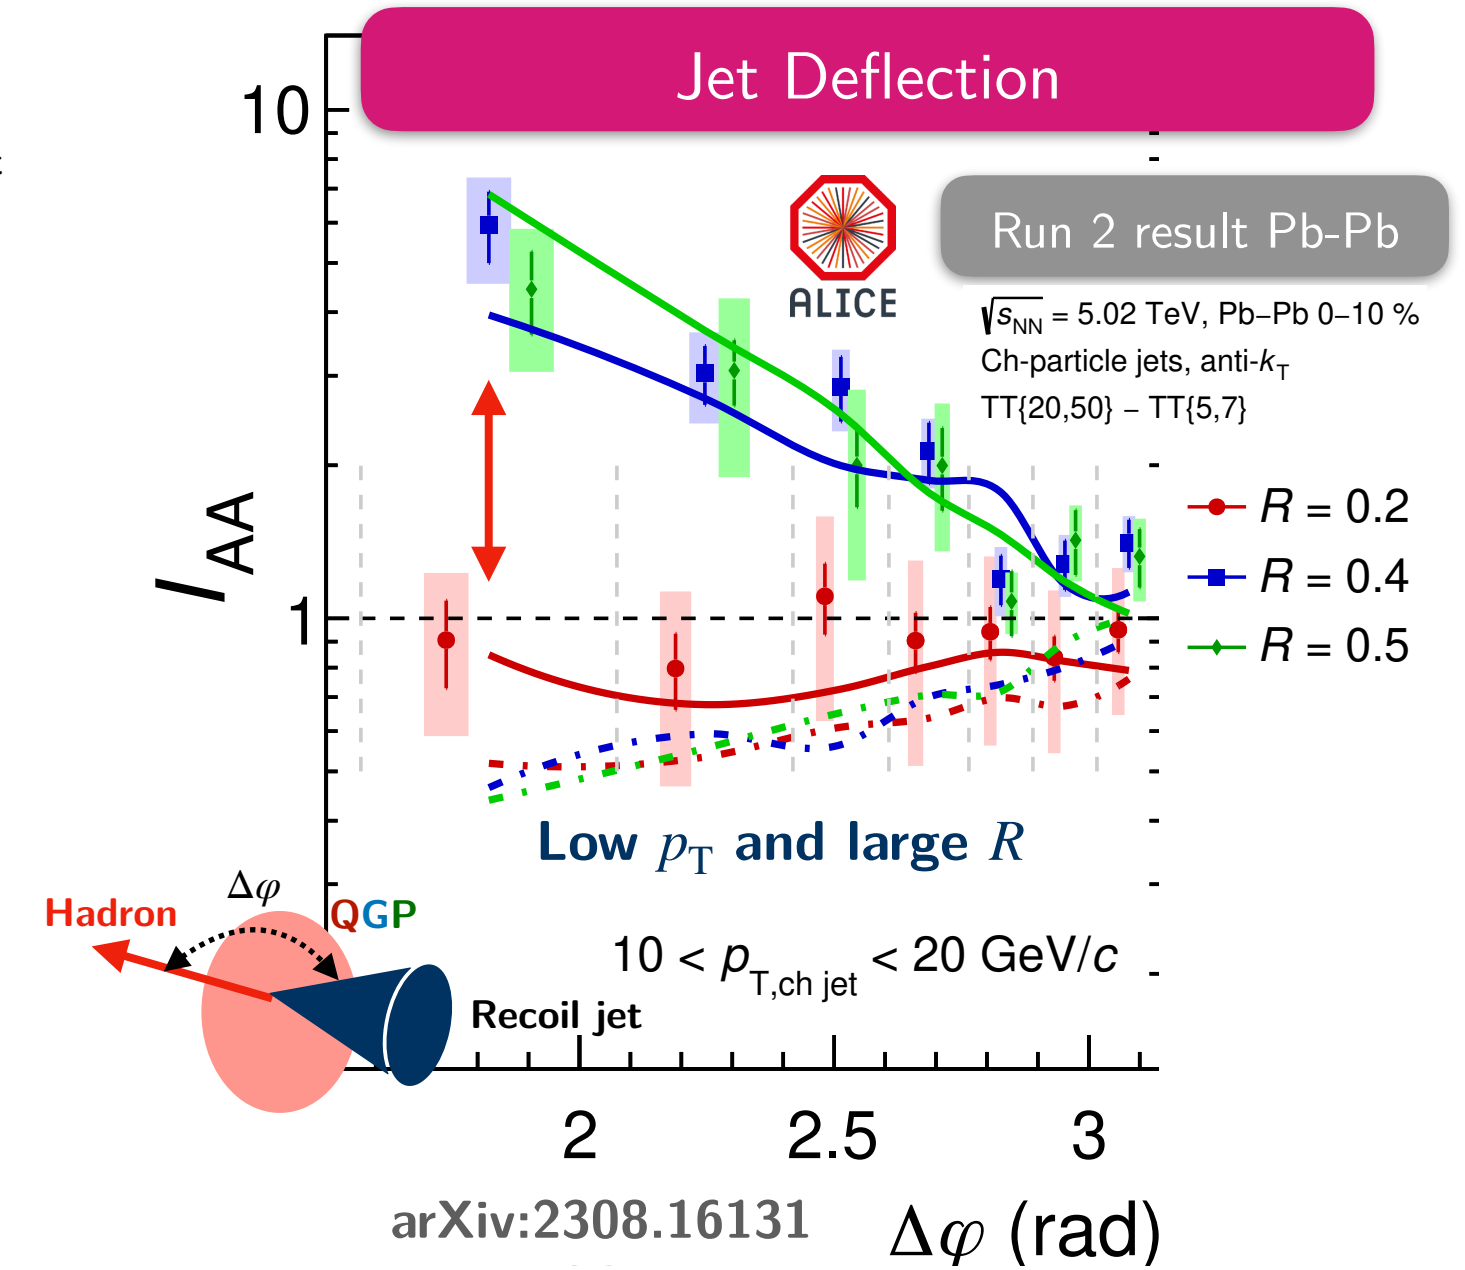 Jet Deflection
10
ALICE
Run 2 result Pb-Pb
√sNN = 5.02 TeV, Pb–Pb 0–10 %
Ch-particle jets, anti-kT
TT{20,50} – TT{5,7}
IAA
R = 0.2
R = 0.4
R = 0.5
1
Low pT and large R
Δφ
Hadron
QGP
10 < pT,ch jet < 20 GeV/c
Recoil jet
2 2.5 3
arXiv:2308.16131
Δφ (rad)